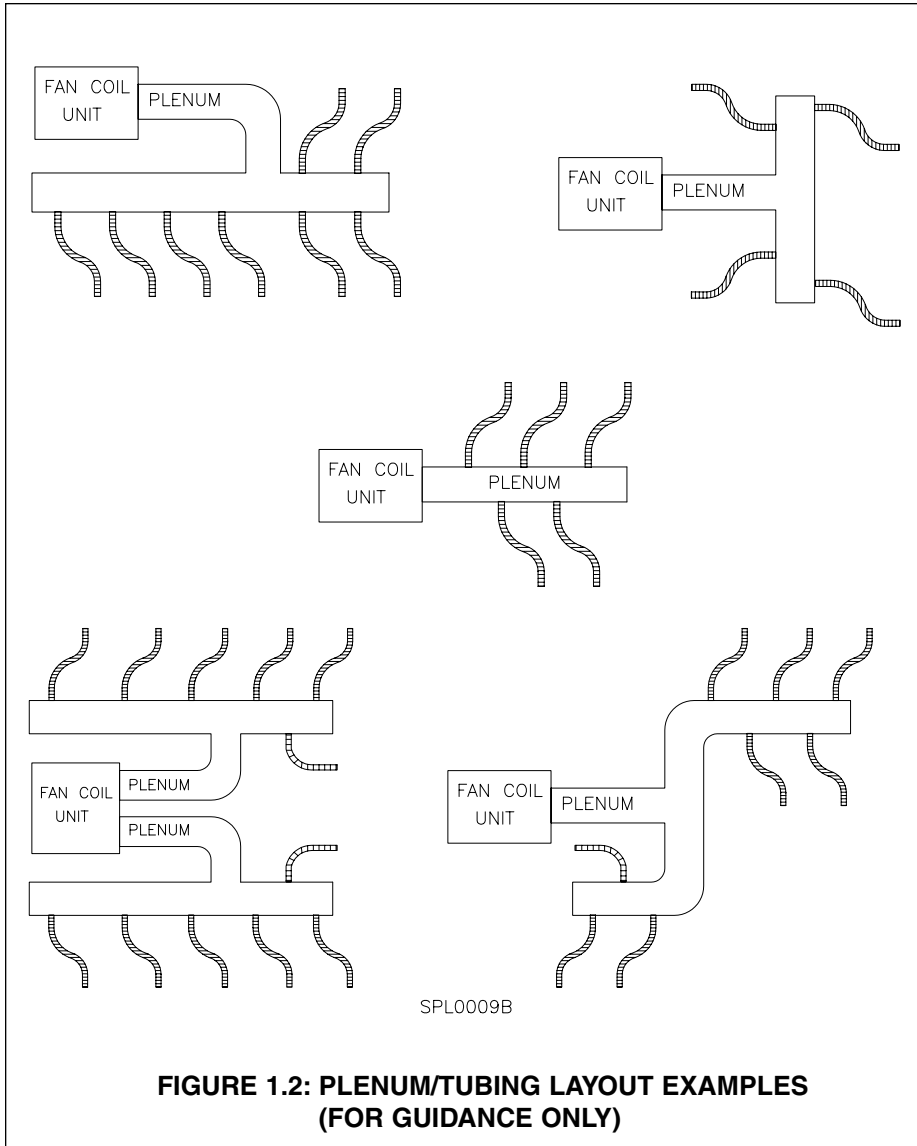 FAN COIL
UNIT
PLENUM
FAN COIL
UNIT
PLENUM
FAN COIL
UNIT
PLENUM
FAN COIL
UNIT
PLENUM
PLENUM
FAN COIL
UNIT
PLENUM
SPL0009B
FIGURE 1.2: PLENUM/TUBING LAYOUT EXAMPLES
(FOR GUIDANCE ONLY)